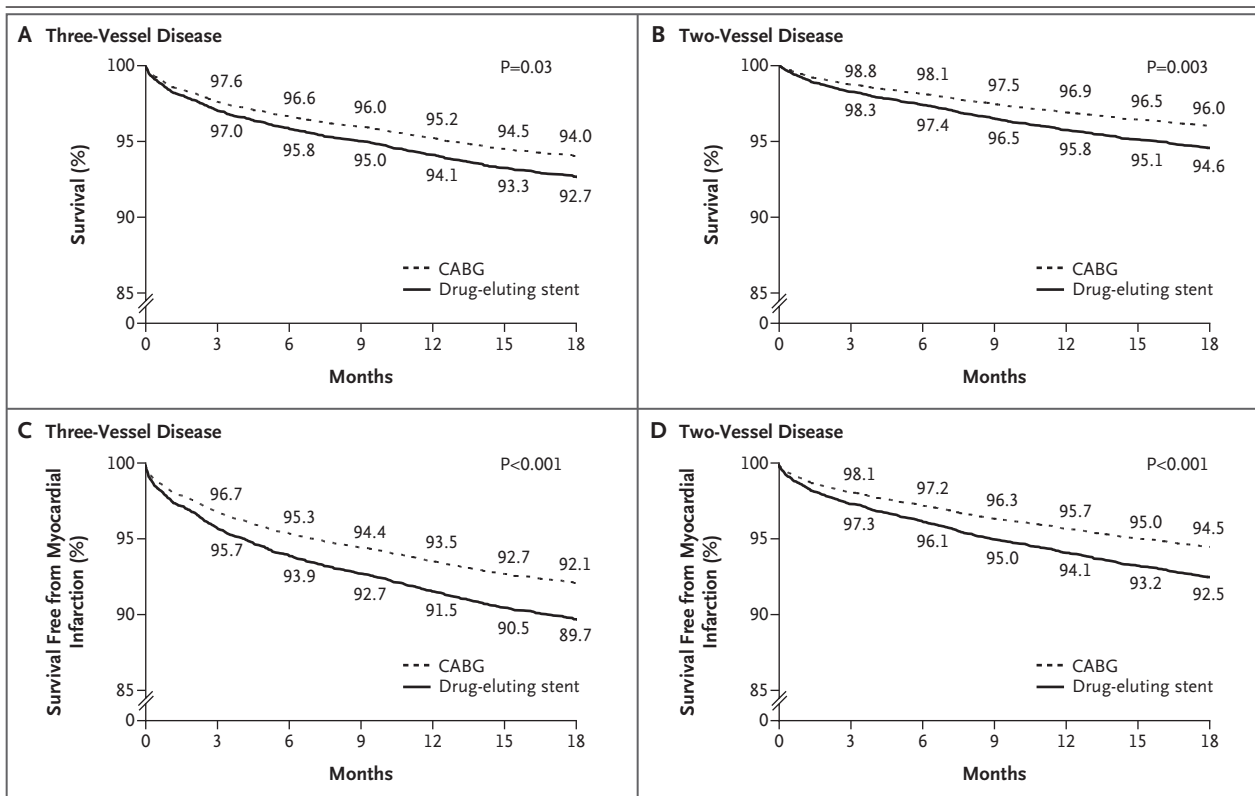 A Three-Vessel Disease
100
95
90
85
0
Survival (%)
P=0.03
97.6 96.6 96.0 95.2 94.5 94.0
97.0 95.8 95.0 94.1 93.3 92.7
CABG
Drug-eluting stent
0 3 6 9 12 15 18
Months
B Two-Vessel Disease
100
95
90
85
0
Survival (%)
P=0.003
98.8 98.1 97.5 96.9 96.5 96.0
98.3 97.4 96.5 95.8 95.1 94.6
CABG
Drug-eluting stent
0 3 6 9 12 15 18
Months
C Three-Vessel Disease
100
95
90
85
0
Survival Free from Myocardial
Infarction (%)
P<0.001
96.7 95.3 94.4 93.5 92.7 92.1
95.7 93.9 92.7 91.5 90.5 89.7
CABG
Drug-eluting stent
0 3 6 9 12 15 18
Months
D Two-Vessel Disease
100
95
90
85
0
Survival Free from Myocardial
Infarction (%)
P<0.001
98.1 97.2 96.3 95.7 95.0 94.5
97.3 96.1 95.0 94.1 93.2 92.5
CABG
Drug-eluting stent
0 3 6 9 12 15 18
Months